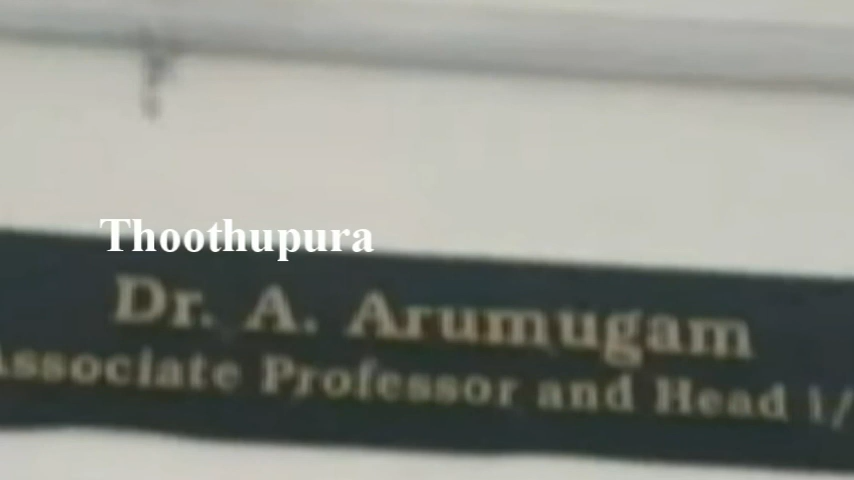 Thoothupura
Dr. A. Arumugam
Associate Professor and Head i/